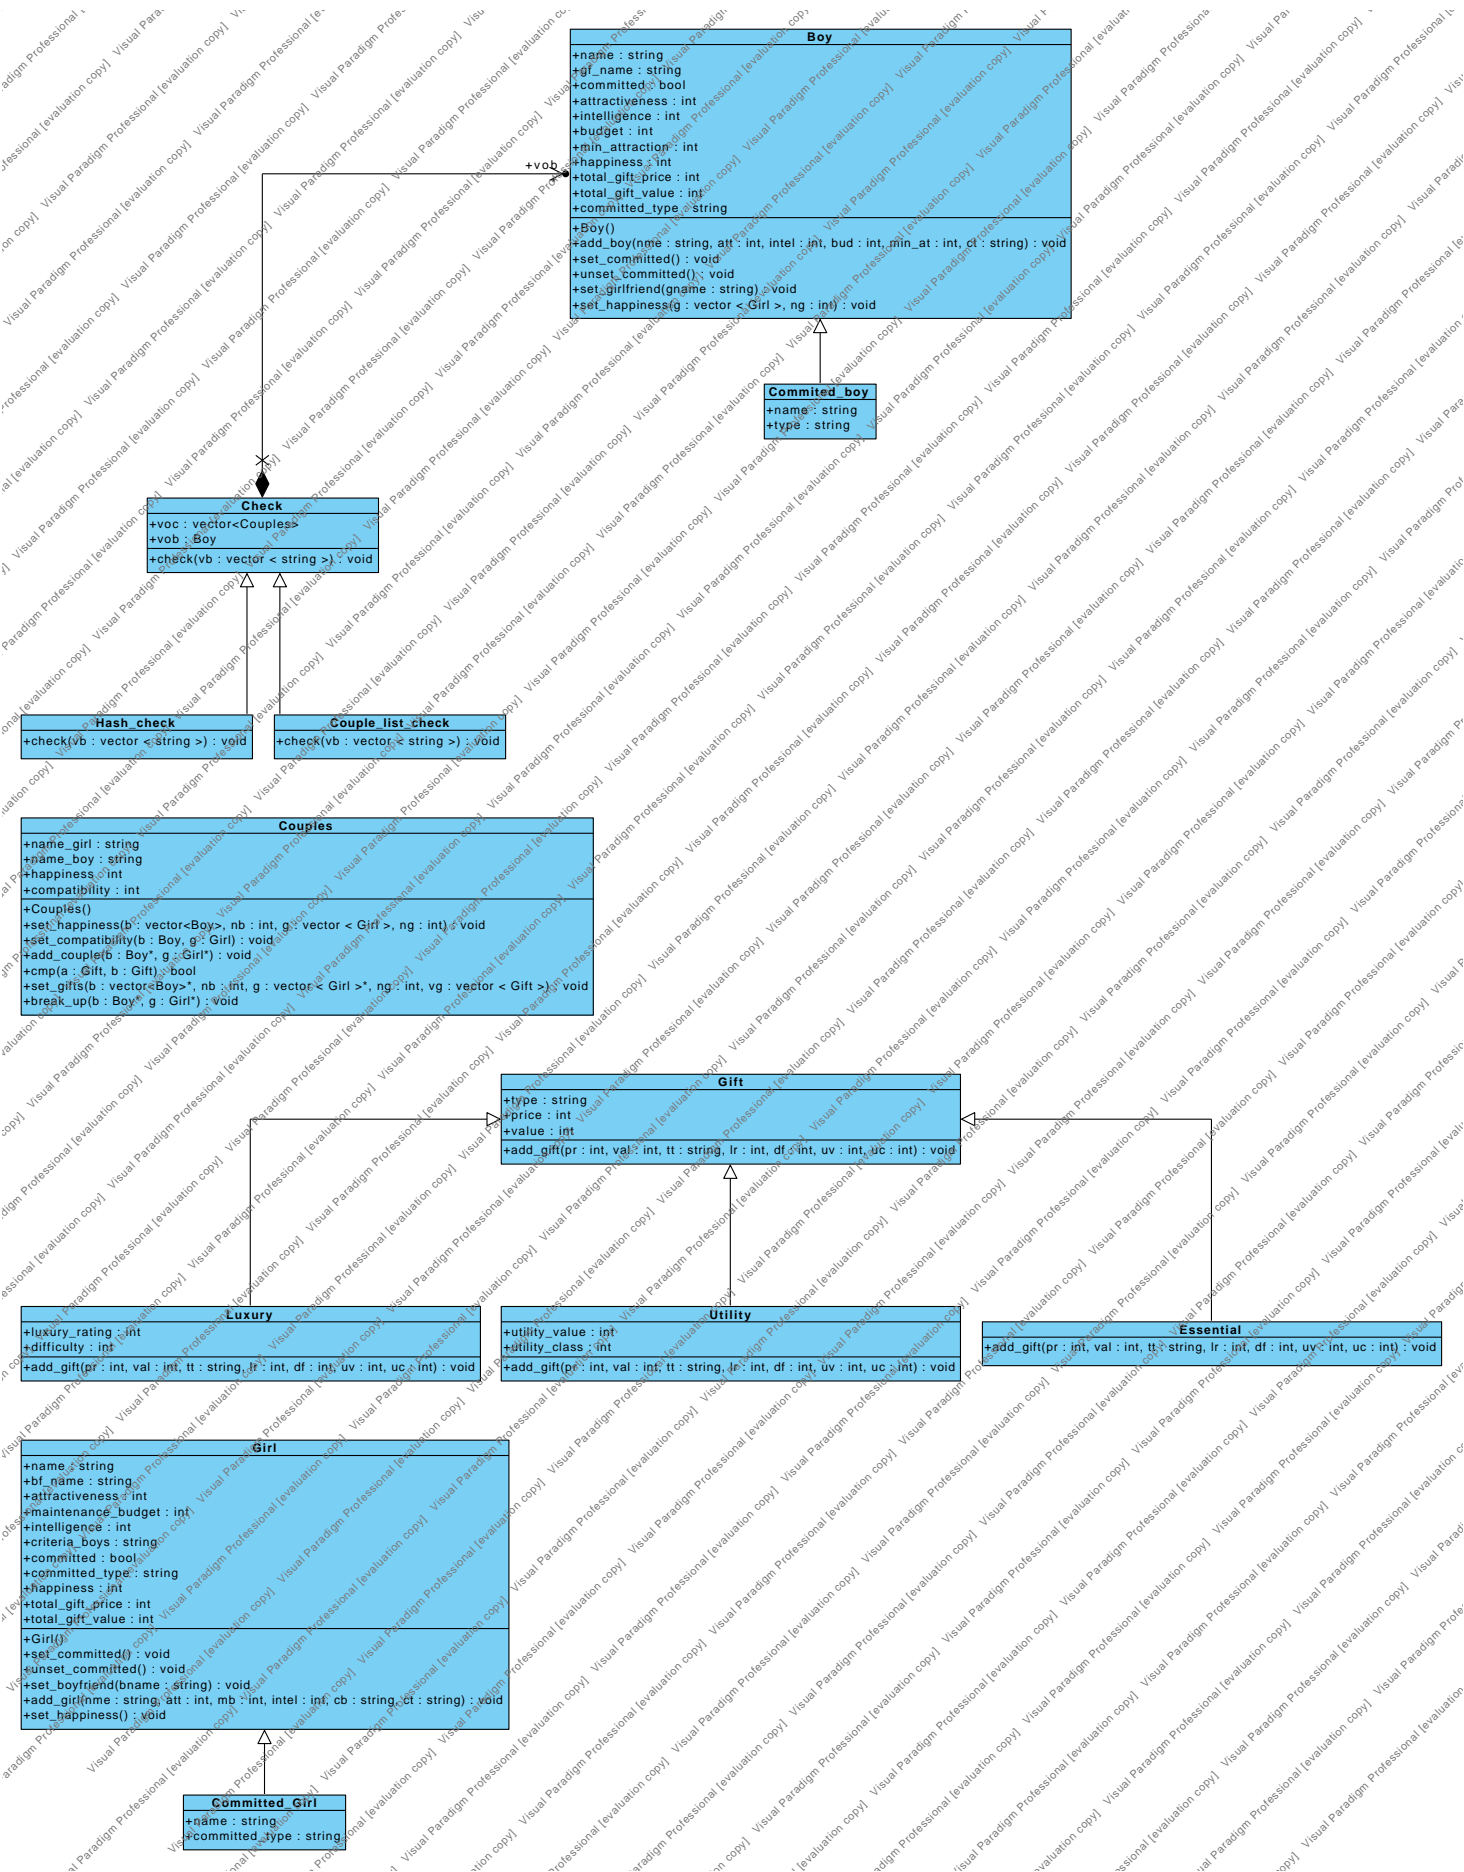 Boy
+name : string
+gf_name : string
+committed : bool
+attractiveness : int
+intelligence : int
+budget : int
+min_attraction : int
+happiness : int
+total_gift_price : int
+total_gift_value : int
+committed_type : string
+Boy()
+add_boy(nme : string, att : int, intel : int, bud : int, min_at : int, ct : string) : void
+set_committed() : void
+unset_committed() : void
+set_girlfriend(gname : string) : void
+set_happiness(g : vector < Girl >, ng : int) : void
+vob
Commited_boy
+name : string
+type : string
Check
+voc : vector<Couples>
+vob : Boy
+check(vb : vector < string >) : void
Hash_check
+check(vb : vector < string >) : void
Couple_list_check
+check(vb : vector < string >) : void
Couples
+name_girl : string
+name_boy : string
+happiness : int
+compatibility : int
+Couples()
+set_happiness(b : vector<Boy>, nb : int, g : vector < Girl >, ng : int) : void
+set_compatibility(b : Boy, g : Girl) : void
+add_couple(b : Boy*, g : Girl*) : void
+cmp(a : Gift, b : Gift) : bool
+set_gifts(b : vector<Boy>*, nb : int, g : vector < Girl >*, ng : int, vg : vector < Gift >) : void
+break_up(b : Boy*, g : Girl*) : void
Gift
+type : string
+price : int
+value : int
+add_gift(pr : int, val : int, tt : string, lr : int, df : int, uv : int, uc : int) : void
Luxury
+luxury_rating : int
+difficulty : int
+add_gift(pr : int, val : int, tt : string, lr : int, df : int, uv : int, uc : int) : void
Utility
+utility_value : int
+utility_class : int
+add_gift(pr : int, val : int, tt : string, lr : int, df : int, uv : int, uc : int) : void
Essential
+add_gift(pr : int, val : int, tt : string, lr : int, df : int, uv : int, uc : int) : void
Girl
+name : string
+bf_name : string
+attractiveness : int
+maintenance_budget : int
+intelligence : int
+criteria_boys : string
+committed : bool
+committed_type : string
+happiness : int
+total_gift_price : int
+total_gift_value : int
+Girl()
+set_committed() : void
+unset_committed() : void
+set_boyfriend(bname : string) : void
+add_girl(nme : string, att : int, mb : int, intel : int, cb : string, ct : string) : void
+set_happiness() : void
Committed_Girl
+name : string
+committed_type : string
Visual Paradigm Professional [evaluation copy]